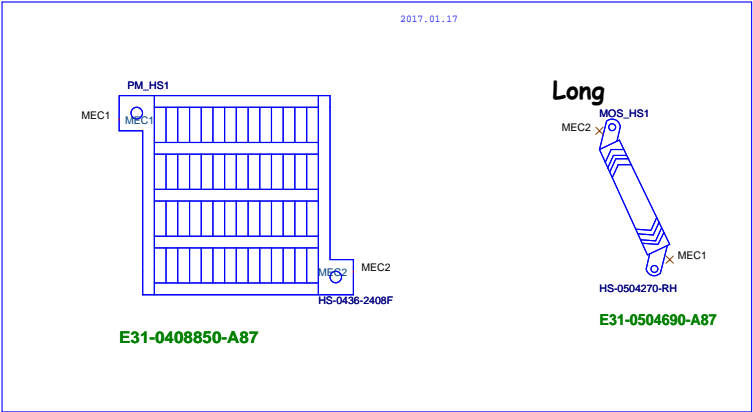 2017.01.17
PM_HS1
MEC1
MEC1
MEC2
MEC2
HS-0436-2408F
E31-0408850-A87
Long
MOS_HS1
MEC2
MEC1
HS-0504270-RH
E31-0504690-A87